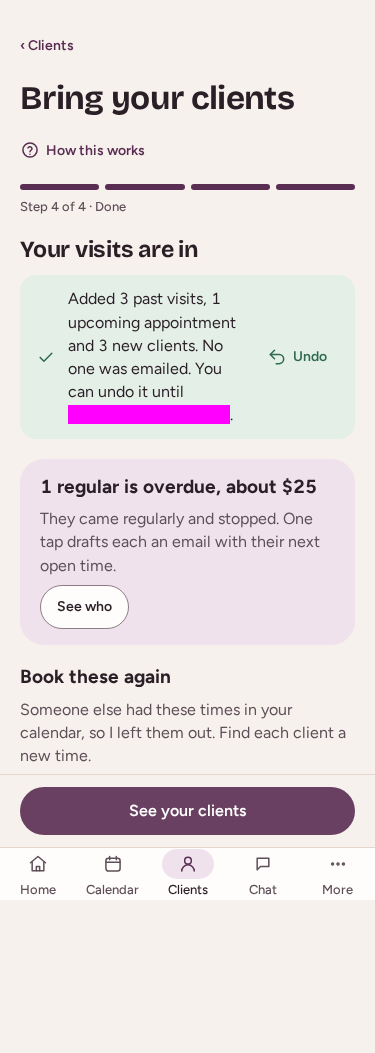 ‹ Clients
Bring your clients
How this works
Step 4 of 4 · Done
Your visits are in
Added 3 past visits, 1
upcoming appointment
and 3 new clients. No
one was emailed. You
can undo it until
.
Undo
1 regular is overdue, about $25
They came regularly and stopped. One
tap drafts each an email with their next
open time.
See who
Book these again
Someone else had these times in your
calendar, so I left them out. Find each client a
new time.
See your clients
Home
Calendar
Clients
Chat
More